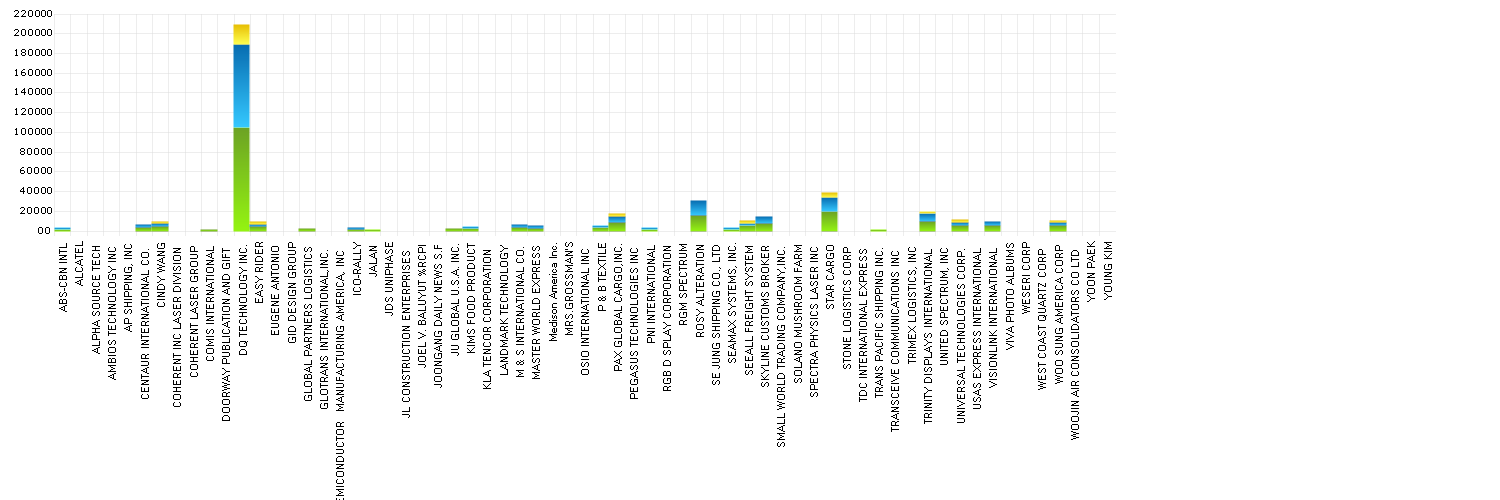 220000
200000
180000
160000
140000
120000
100000
80000
60000
40000
20000
00
ABS-CBN INTL
ALCATEL
ALPHA SOURCE TECH
AMBIOS TECHNOLOGY INC
AP SHIPPING, INC
CENTAUR INTERNATIONAL CO.
CINDY WANG
COHERENT INC LASER DIVISION
COHERENT LASER GROUP
COMIS INTERNATIONAL
DOORWAY PUBLICATION AND GIFT
DQ TECHNOLOGY INC.
EASY RIDER
EUGENE ANTONIO
GID DESIGN GROUP
GLOBAL PARTNERS LOGISTICS
GLOTRANS INTERNATIONAL,INC.
EMICONDUCTOR MANUFACTURING AMERICA, INC
ICO-RALLY
JALAN
JDS UNIPHASE
JL CONSTRUCTION ENTERPRISES
JOEL V. BALUYUT %RCPI
JOONGANG DAILY NEWS S.F
JU GLOBAL U.S.A. INC.
KIMS FOOD PRODUCT
KLA TENCOR CORPORATION
LANDMARK TECHNOLOGY
M & S INTERNATIONAL CO.
MASTER WORLD EXPRESS
Medison America Inc.
MRS.GROSSMAN'S
OSIO INTERNATIONAL INC
P & B TEXTILE
PAX GLOBAL CARGO,INC.
PEGASUS TECHNOLOGIES INC
PNI INTERNATIONAL
RGB D SPLAY CORPORATION
RGM SPECTRUM
ROSY ALTERATION
SE JUNG SHIPPING CO., LTD
SEAMAX SYSTEMS, INC.
SEEALL FREIGHT SYSTEM
SKYLINE CUSTOMS BROKER
SMALL WORLD TRADING COMPANY,INC.
SOLANO MUSHROOM FARM
SPECTRA PHYSICS LASER INC
STAR CARGO
STONE LOGISTICS CORP
TDC INTERNATIONAL EXPRESS
TRANS PACIFIC SHIPPING INC.
TRANSCEIVE COMMUNICATIONS INC
TRIMEX LOGISTICS, INC
TRINITY DISPLAYS INTERNATIONAL
UNITED SPECTRUM, INC
UNIVERSAL TECHNOLOGIES CORP.
USAS EXPRESS INTERNATIONAL
VISIONLINK INTERNATIONAL
VIVA PHOTO ALBUMS
WESERI CORP
WEST COAST QUARTZ CORP
WOO SUNG AMERICA CORP
WOOJIN AIR CONSOLIDATORS CO LTD
YOON PAEK
YOUNG KIM